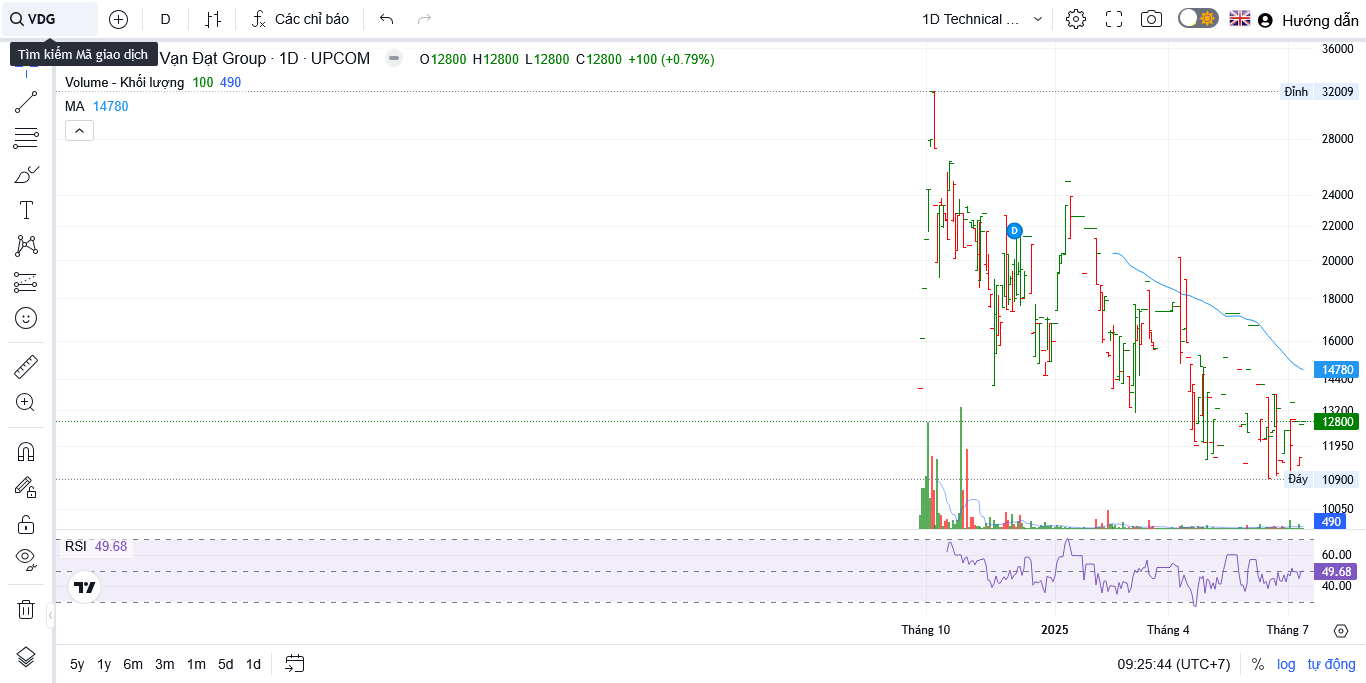 VDG D Các chỉ báo 1D Technical ... Hướng dẫn
Tìm kiếm Mã giao dịch
Vạn Đạt Group · 1D · UPCOM O12800 H12800 L12800 C12800 +100 (+0.79%)
Volume - Khối lượng 100 490
MA 14780
D
36000
Đỉnh 32009
28000
24000
22000
20000
18000
16000
14780
14400
13200
12800
11950
Đáy 10900
10050
490
RSI 49.68
60.00
49.68
40.00
Tháng 10 2025 Tháng 4 Tháng 7
5y 1y 6m 3m 1m 5d 1d 09:25:44 (UTC+7) % log tự động